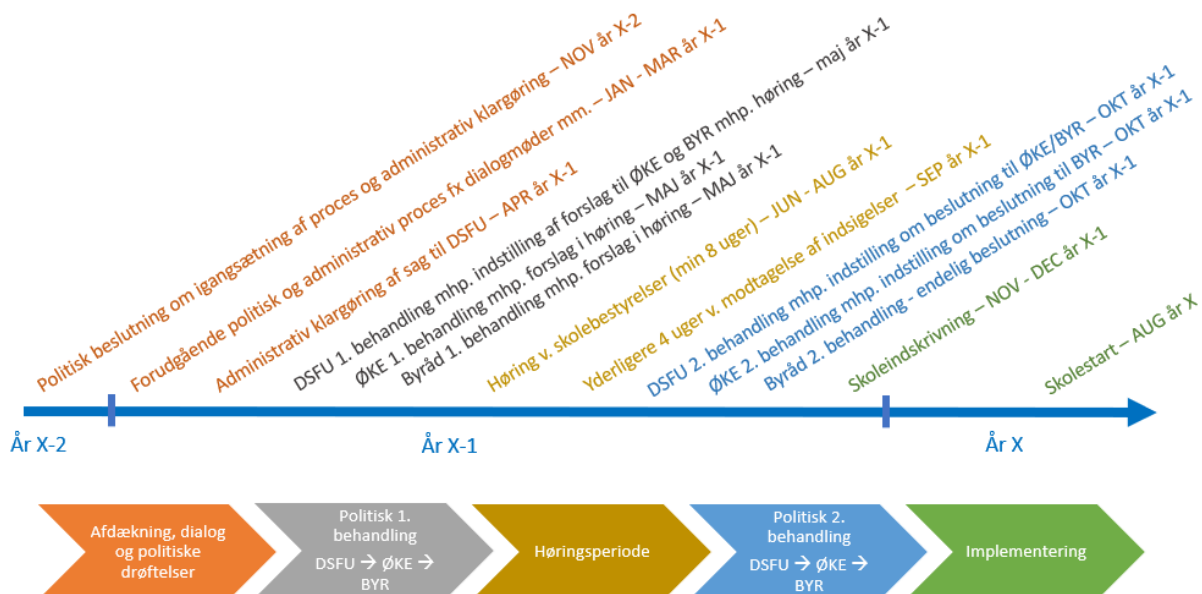 Politisk beslutning om igangsætning af proces og administrativ klargøring – NOV år X-2
Forudgående politisk og administrativ proces fx dialogmøder mm. – JAN - MAR år X-1
Administrativ klargøring af sag til DSFU – APR år X-1
DSFU 1. behandling mhp. indstilling af forslag til ØKE og BYR mhp. høring – maj år X-1
ØKE 1. behandling mhp. forslag i høring – MAJ år X-1
Byråd 1. behandling mhp. forslag i høring – MAJ år X-1
Høring v. skolebestyrelser (min 8 uger) – JUN - AUG år X-1
Yderligere 4 uger v. modtagelse af indsigelser – SEP år X-1
DSFU 2. behandling mhp. indstilling om beslutning til ØKE/BYR – OKT år X-1
ØKE 2. behandling mhp. indstilling om beslutning til BYR – OKT år X-1
Byråd 2. behandling - endelig beslutning – OKT år X-1
Skoleindskrivning – NOV - DEC år X-1
Skolestart – AUG år X
År X-2
År X-1
År X
Afdækning, dialog
og politiske
drøftelser
Politisk 1.
behandling
DSFU → ØKE →
BYR
Høringsperiode
Politisk 2.
behandling
DSFU → ØKE →
BYR
Implementering